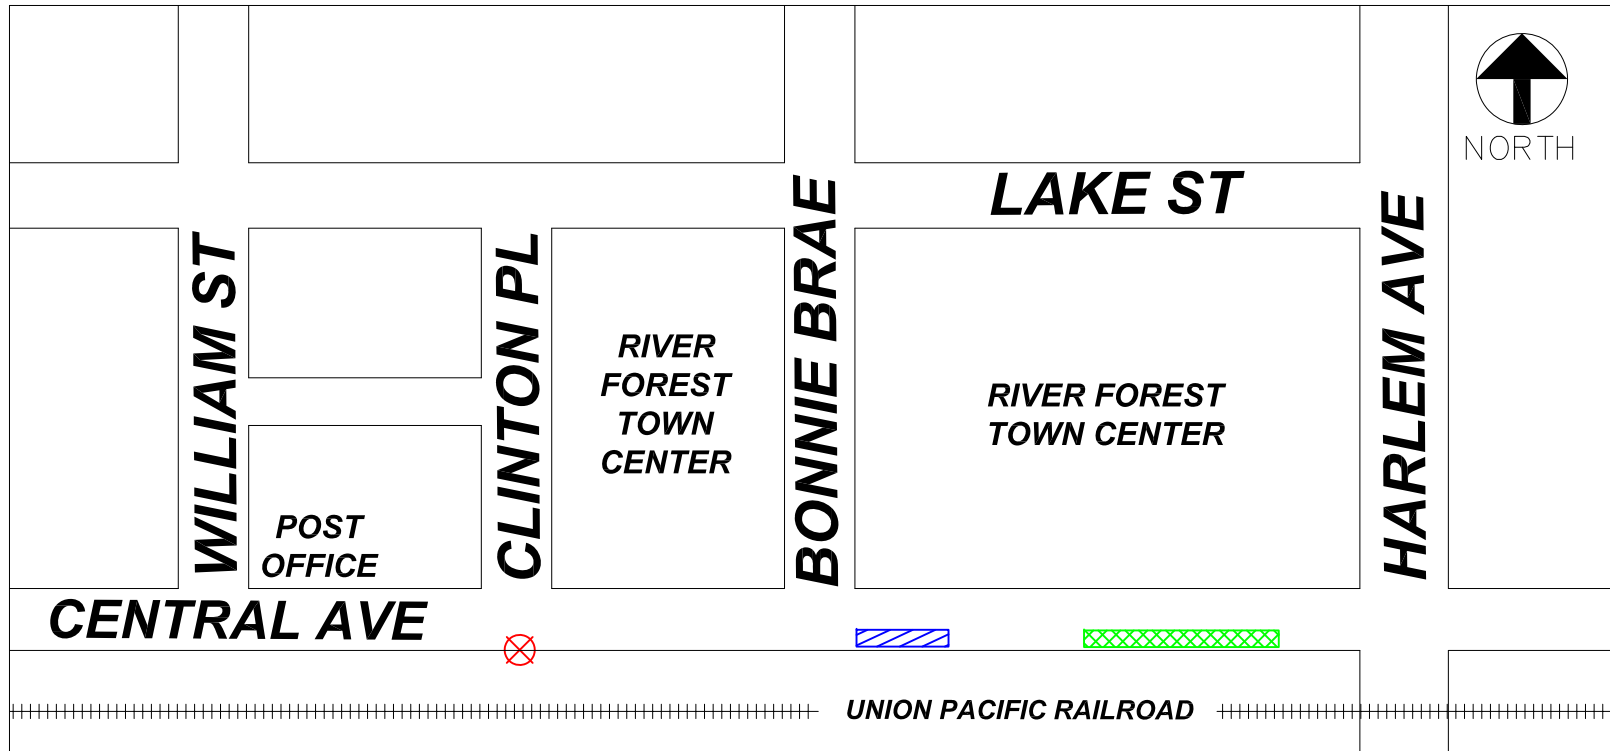 NORTH
LAKE ST
WILLIAM ST
CLINTON PL
BONNIE BRAE
HARLEM AVE
RIVER
FOREST
TOWN
CENTER
RIVER FOREST
TOWN CENTER
POST
OFFICE
CENTRAL AVE
UNION PACIFIC RAILROAD